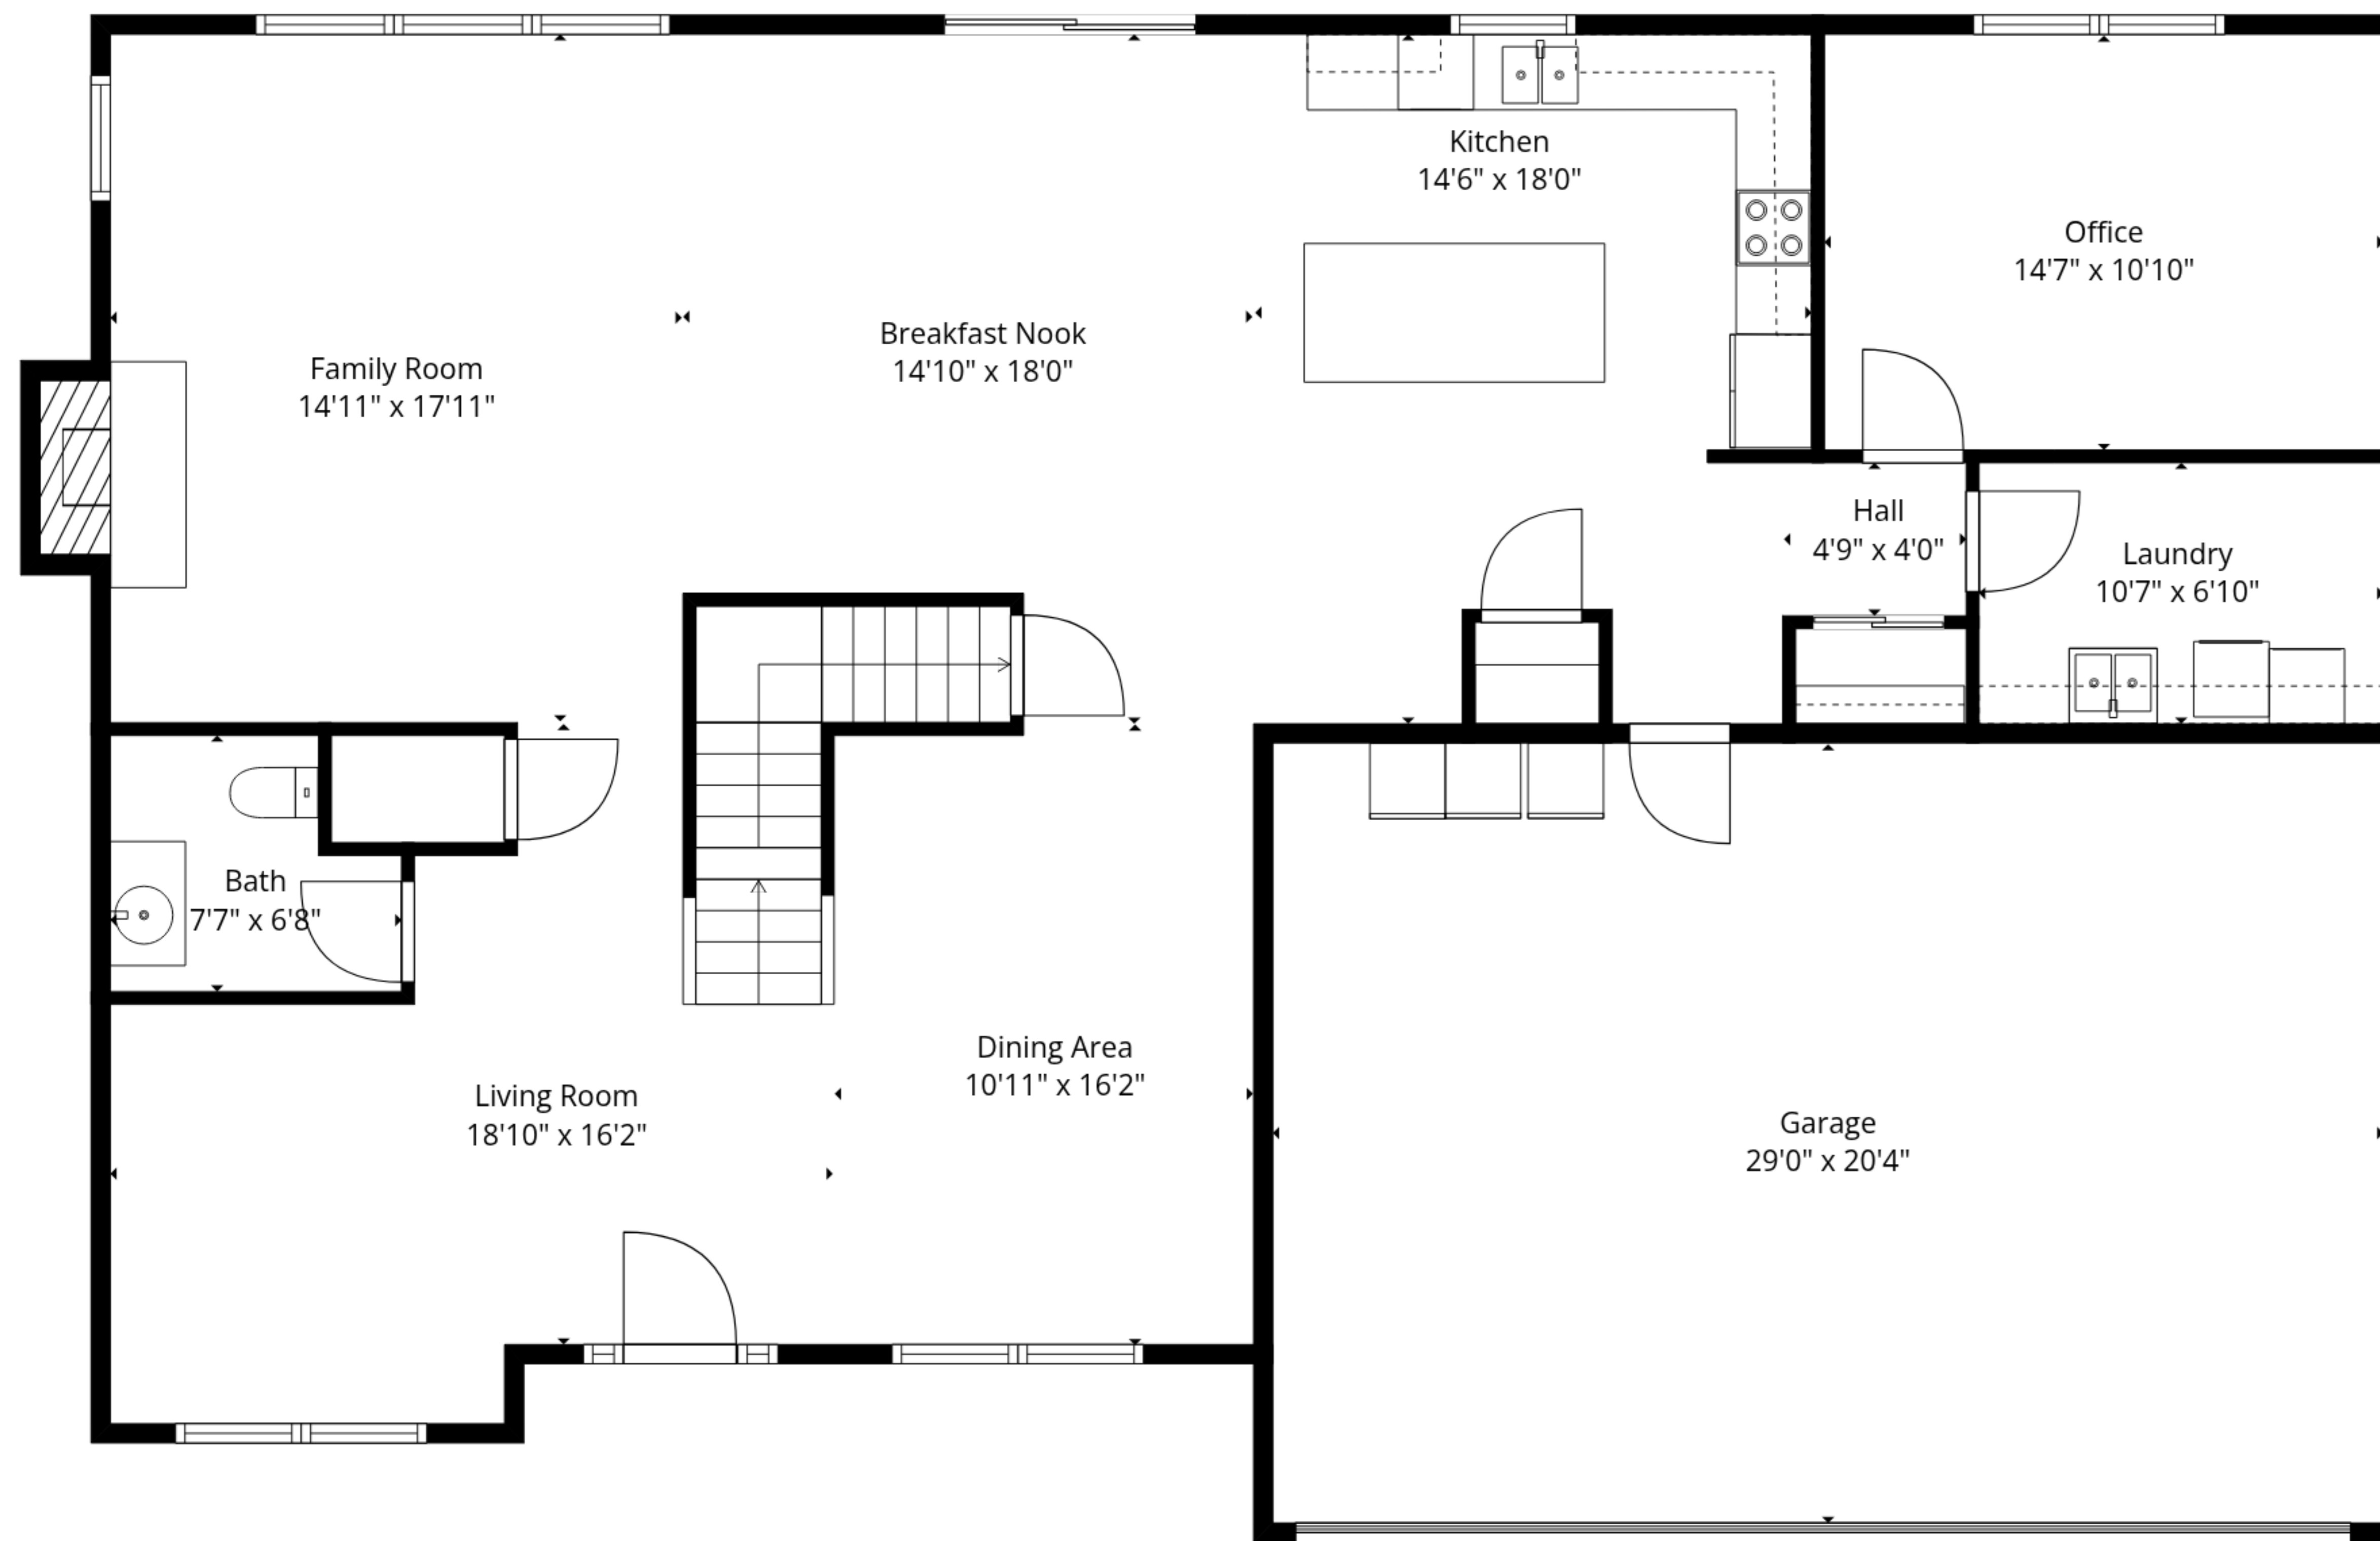 Kitchen
14'6" x 18'0"
Office
14'7" x 10'10"
Breakfast Nook
14'10" x 18'0"
Family Room
14'11" x 17'11"
Hall
4'9" x 4'0"
Laundry
10'7" x 6'10"
Bath
7'7" x 6'8"
Dining Area
10'11" x 16'2"
Living Room
18'10" x 16'2"
Garage
29'0" x 20'4"